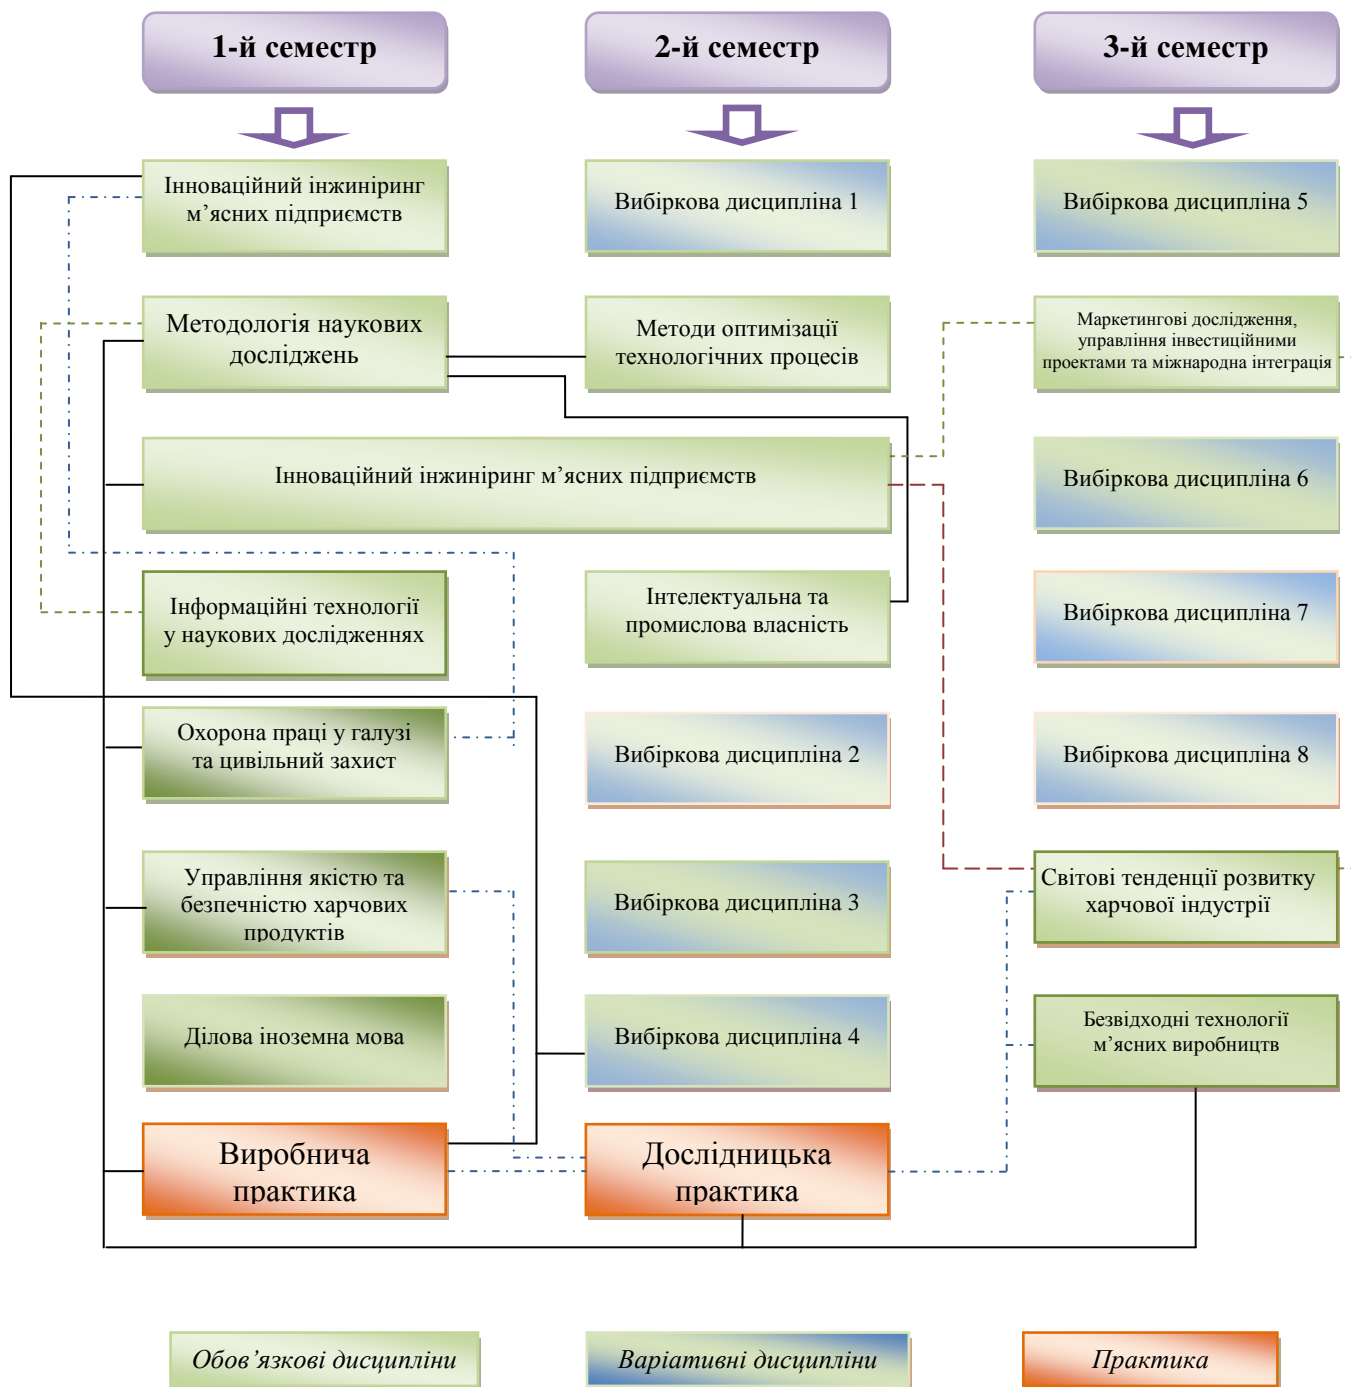 1-й семестр
2-й семестр
3-й семестр
Інноваційний інжиніринг
м’ясних підприємств
Вибіркова дисципліна 1
Вибіркова дисципліна 5
Методологія наукових
досліджень
Методи оптимізації
технологічних процесів
Маркетингові дослідження,
управління інвестиційними
проектами та міжнародна інтеграція
Інноваційний інжиніринг м’ясних підприємств
Вибіркова дисципліна 6
Інформаційні технології
у наукових дослідженнях
Інтелектуальна та
промислова власність
Вибіркова дисципліна 7
Охорона праці у галузі
та цивільний захист
Вибіркова дисципліна 2
Вибіркова дисципліна 8
Управління якістю та
безпечністю харчових
продуктів
Вибіркова дисципліна 3
Світові тенденції розвитку
харчової індустрії
Ділова іноземна мова
Вибіркова дисципліна 4
Безвідходні технології
м’ясних виробництв
Виробнича
практика
Дослідницька
практика
Обов’язкові дисципліни
Варіативні дисципліни
Практика